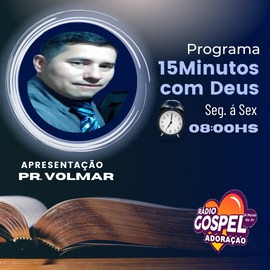 Programa
15Minutos
com Deus
Seg. á Sex
08:00HS
APRESENTAÇÃO
PR. VOLMAR
RÁDIO
GOSPEL
ADORAÇÃO